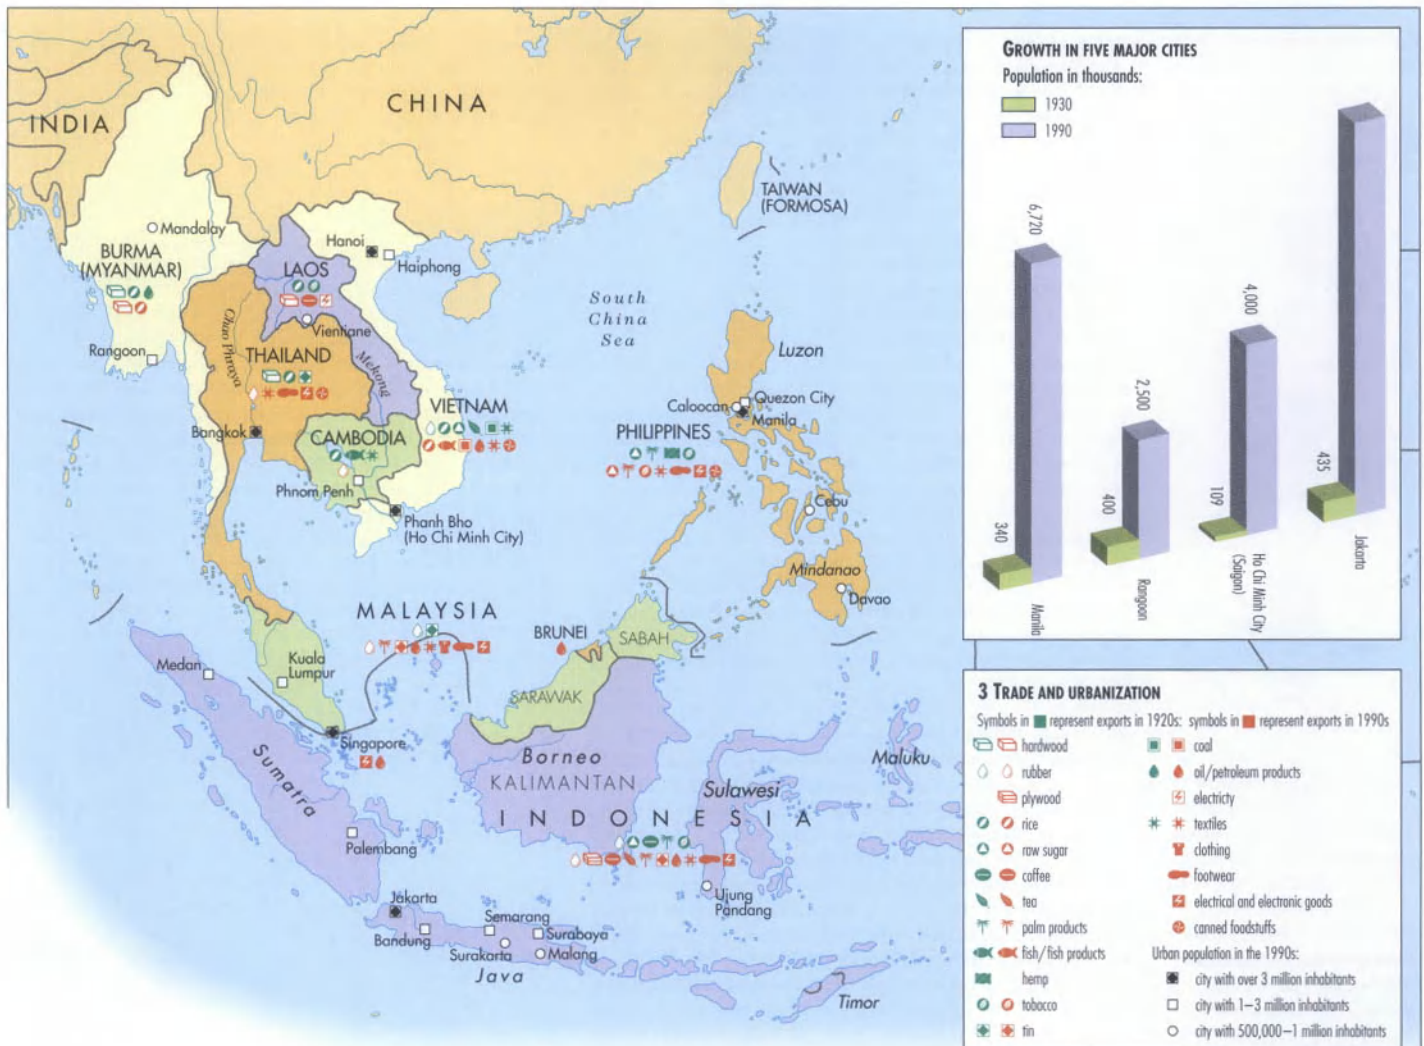 CHINA
INDIA
TAIWAN
(FORMOSA)
Mandalay
BURMA
(MYANMAR)
Hanoi
Haiphong
LAOS
Vientiane
Rangoon
Chao Phraya
THAILAND
Mekong
South
China
Sea
Luzon
VIETNAM
Bangkok
CAMBODIA
Phnom Penh
Phanh Bho
(Ho Chi Minh City)
Caloocan
Quezon City
Manila
PHILIPPINES
Cebu
Mindanao
Davao
MALAYSIA
BRUNEI
SABAH
SARAWAK
Medan
Kuala
Lumpur
Singapore
Sumatra
Borneo
KALIMANTAN
Sulawesi
Maluku
INDONESIA
Palembang
Ujung
Pandang
Jakarta
Bandung
Semarang
Surabaya
Surakarta
Malang
Java
Timor
GROWTH IN FIVE MAJOR CITIES
Population in thousands:
1930
1990
6,720
340
Manila
2,500
400
Rangoon
4,000
109
Ho Chi Minh City
(Saigon)
435
Jakarta
3 TRADE AND URBANIZATION
Symbols in represent exports in 1920s: symbols in represent exports in 1990s
hardwood
rubber
plywood
rice
raw sugar
coffee
tea
palm products
fish/fish products
hemp
tobacco
tin
coal
oil/petroleum products
electricty
textiles
clothing
footwear
electrical and electronic goods
canned foodstuffs
Urban population in the 1990s:
city with over 3 million inhabitants
city with 1–3 million inhabitants
city with 500,000–1 million inhabitants